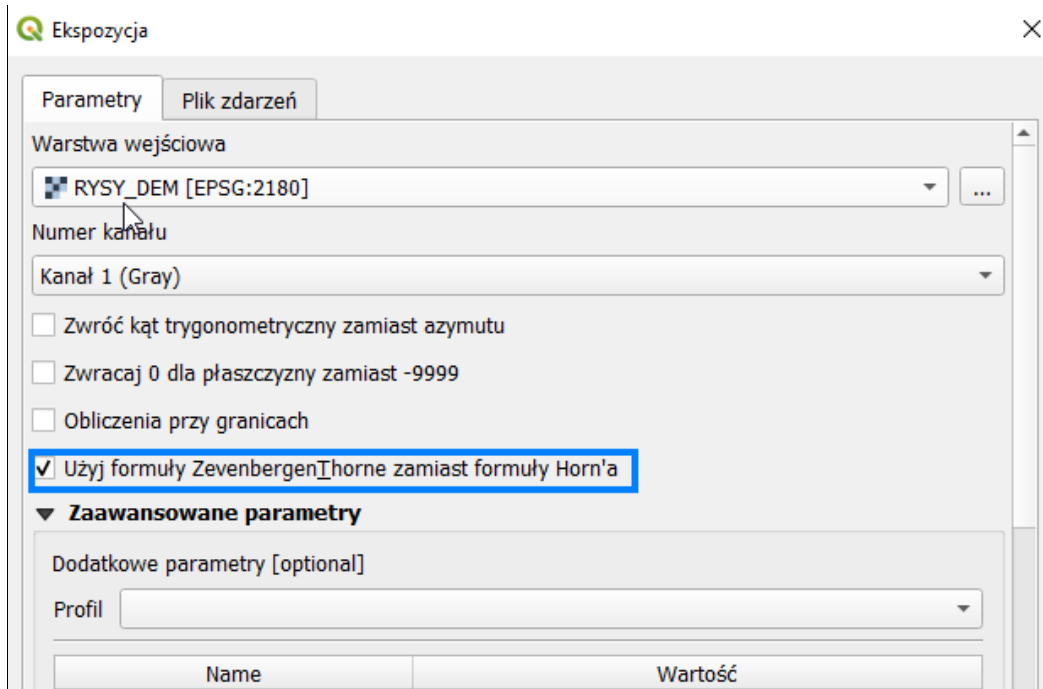 Ekspozycja
Parametry
Plik zdarzeń
Warstwa wejściowa
RYSY_DEM [EPSG:2180]
...
Numer kanału
Kanał 1 (Gray)
Zwróć kąt trygonometryczny zamiast azymutu
Zwracaj 0 dla płaszczyzny zamiast -9999
Obliczenia przy granicach
Użyj formuły ZevenbergenThorne zamiast formuły Horn'a
Zaawansowane parametry
Dodatkowe parametry [optional]
Profil
Name
Wartość